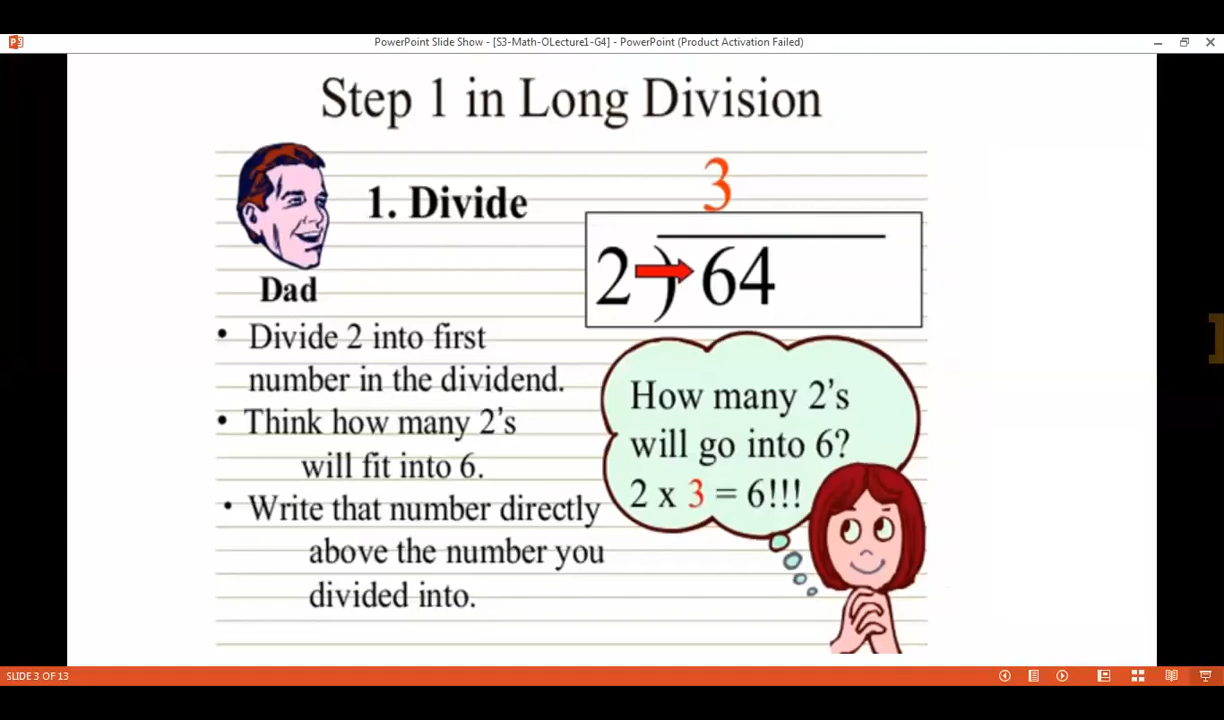 PowerPoint Slide Show - [S3-Math-OLecture1-G4] - PowerPoint (Product Activation Failed)
Step 1 in Long Division
1. Divide
3
2 ) 64
Dad
• Divide 2 into first
number in the dividend.
• Think how many 2's
will fit into 6.
• Write that number directly
above the number you
divided into.
How many 2's
will go into 6?
2 x 3 = 6!!!
SLIDE 3 OF 13